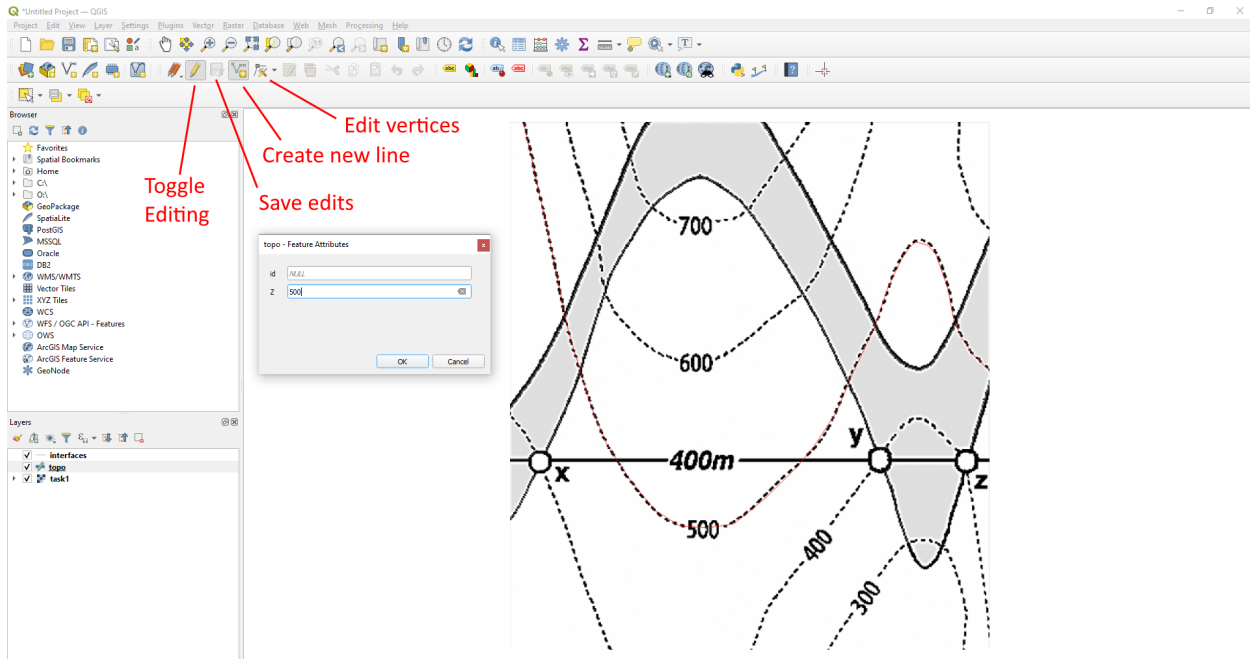 *Untitled Project — QGIS
Project Edit View Layer Settings Plugins Vector Raster Database Web Mesh Processing Help
Edit vertices
Create new line
Toggle
Editing
Save edits
Browser
Favorites
Spatial Bookmarks
Home
C:\
O:\
GeoPackage
SpatiaLite
PostGIS
MSSQL
Oracle
DB2
WMS/WMTS
Vector Tiles
XYZ Tiles
WCS
WFS / OGC API - Features
OWS
ArcGIS Map Service
ArcGIS Feature Service
GeoNode
topo - Feature Attributes
id NULL
Z 500
OK Cancel
Layers
interfaces
topo
task1
700
600
y
x
400m
z
500
400
300